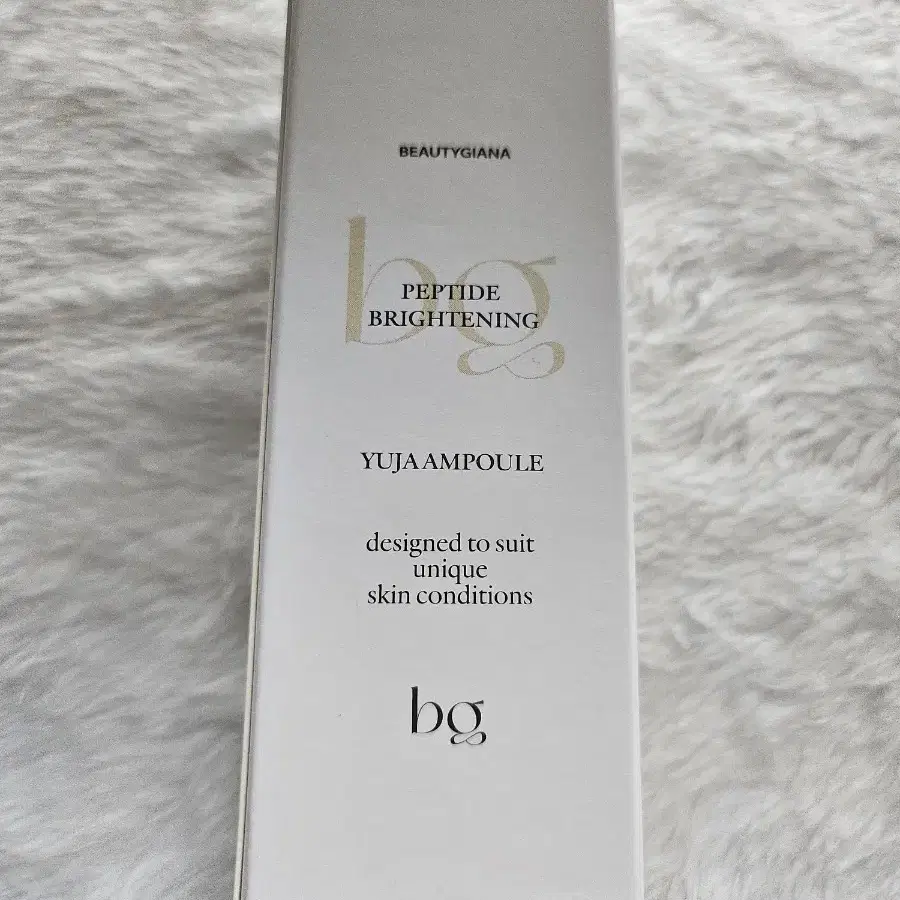 BEAUTYGIANA
bg
PEPTIDE
BRIGHTENING
YUJA AMPOULE
designed to suit
unique
skin conditions
bg